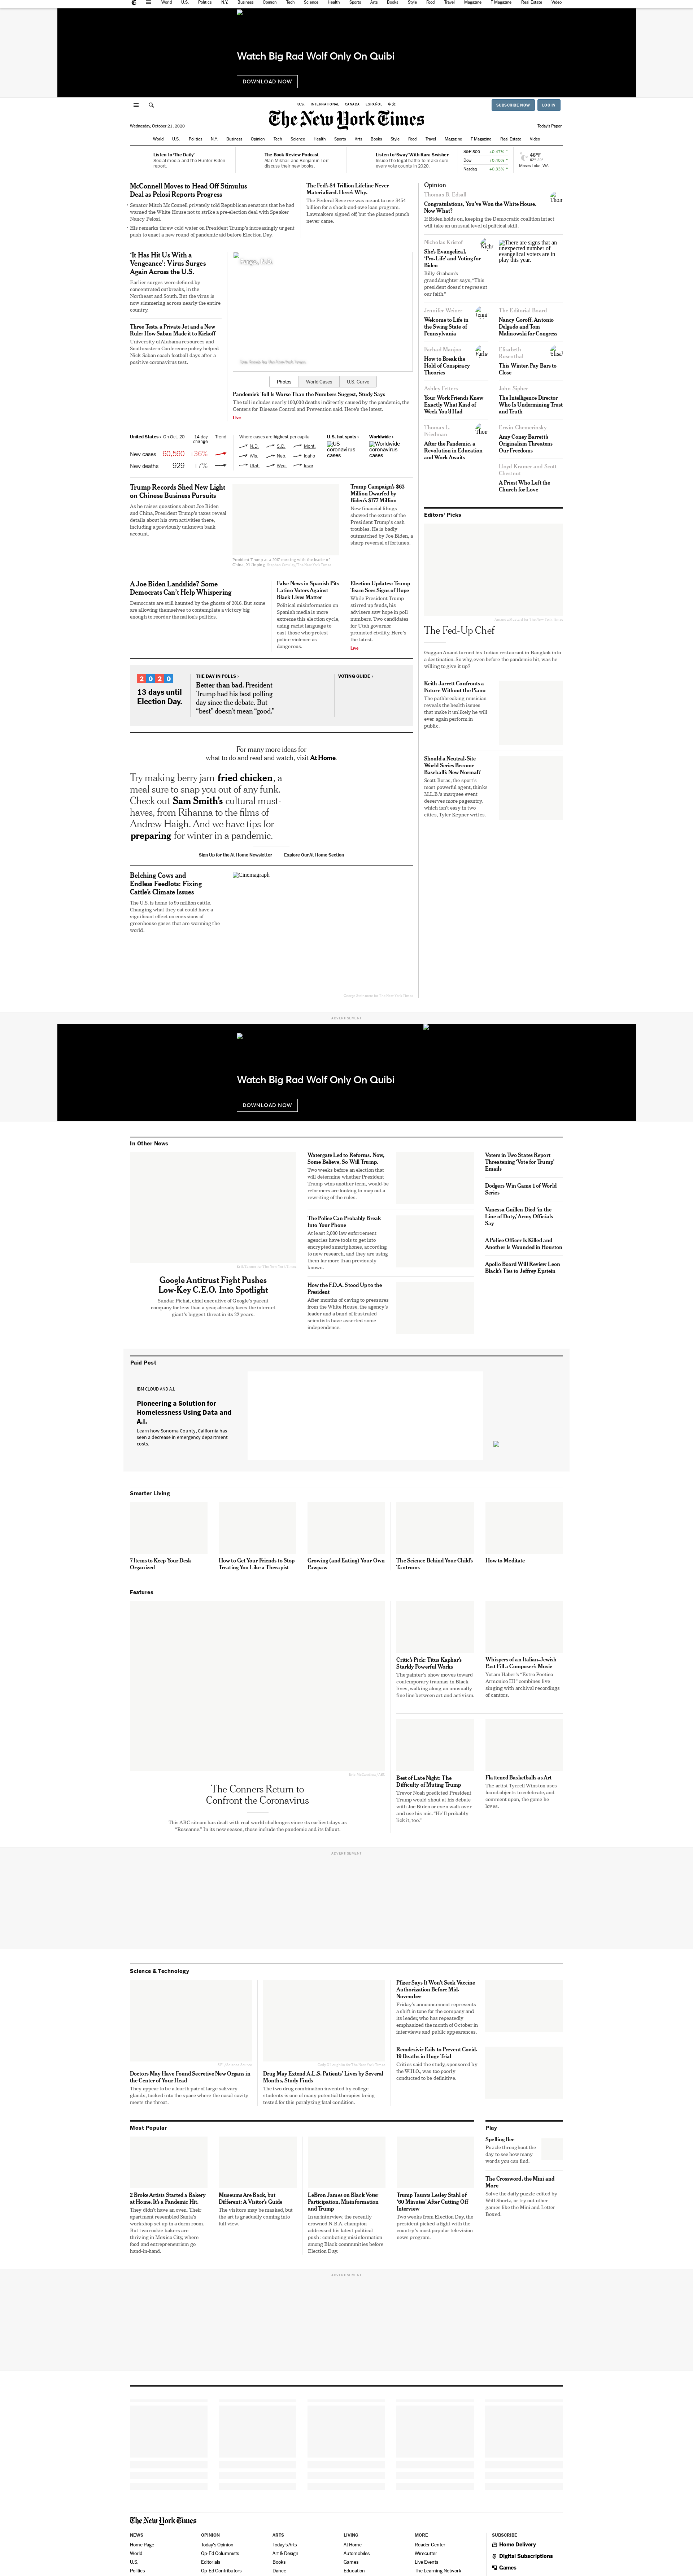 World U.S. Politics N.Y. Business Opinion Tech Science Health Sports Arts Books Style Food Travel Magazine T Magazine Real Estate Video
Watch Big Rad Wolf Only On Quibi
DOWNLOAD NOW
U.S. INTERNATIONAL CANADA ESPAÑOL 中文
SUBSCRIBE NOW
LOG IN
The New York Times
Wednesday, October 21, 2020
Today's Paper
World U.S. Politics N.Y. Business Opinion Tech Science Health Sports Arts Books Style Food Travel Magazine T Magazine Real Estate Video
Listen to 'The Daily'
Social media and the Hunter Biden
report.
The Book Review Podcast
Ayan Mikhail and Benjamin Lorr
discuss their new books.
Listen to 'Sway' With Kara Swisher
Inside the legal battle to make sure
every vote counts in 2020.
S&P 500 +0.47% ↑
Dow +0.40% ↑
Nasdaq +0.33% ↑
46°F
Moses Lake, WA
McConnell Moves to Head Off Stimulus
Deal as Pelosi Reports Progress
• Senator Mitch McConnell privately told Republican senators that he had
warned the White House not to strike a pre-election deal with Speaker
Nancy Pelosi.
• His remarks threw cold water on President Trump's increasingly urgent
push to enact a new round of pandemic aid before Election Day.
The Fed's $4 Trillion Lifeline Never
Materialized. Here's Why.
The Federal Reserve was meant to use $454
billion for a shock-and-awe loan program.
Lawmakers signed off, but the planned punch
never came.
'It Has Hit Us With a
Vengeance': Virus Surges
Again Across the U.S.
Earlier surges were defined by
concentrated outbreaks, in the
Northeast and South. But the virus is
now simmering across nearly the entire
country.
Three Tests, a Private Jet and a New
Rule: How Saban Made it to Kickoff
University of Alabama resources and
Southeastern Conference policy helped
Nick Saban coach football days after a
positive coronavirus test.
Photos World Cases U.S. Curve
Pandemic's Toll Is Worse Than the Numbers Suggest, Study Says
The toll includes nearly 100,000 deaths indirectly caused by the pandemic, the
Centers for Disease Control and Prevention said. Here's the latest.
Live
United States › On Oct. 20
14-day
change
Trend
New cases 60,590 +36%
New deaths 929 +7%
Where cases are highest per capita
N.D. S.D. Mont.
Wis. Neb. Idaho
Utah Wyo. Iowa
U.S. hot spots ›
US
coronavirus
cases
Worldwide ›
Worldwide
coronavirus
cases
Trump Records Shed New Light
on Chinese Business Pursuits
As he raises questions about Joe Biden
and China, President Trump's taxes reveal
details about his own activities there,
including a previously unknown bank
account.
President Trump at a 2017 meeting with the leader of
China, Xi Jinping.
Trump Campaign's $63
Million Dwarfed by
Biden's $177 Million
New financial filings
showed the extent of the
President Trump's cash
troubles. He is badly
outmatched by Joe Biden, a
sharp reversal of fortunes.
A Joe Biden Landslide? Some
Democrats Can't Help Whispering
Democrats are still haunted by the ghosts of 2016. But some
are allowing themselves to contemplate a victory big
enough to reorder the nation's politics.
False News in Spanish Pits
Latino Voters Against
Black Lives Matter
Political misinformation on
Spanish media is more
extreme this election cycle,
using racist language to
cast those who protest
police violence as
dangerous.
Election Updates: Trump
Team Sees Signs of Hope
While President Trump
stirred up feuds, his
advisers saw hope in poll
numbers. Two candidates
for Utah governor
promoted civility. Here's
the latest.
Live
2020
13 days until
Election Day.
THE DAY IN POLLS ›
Better than bad. President
Trump had his best polling
day since the debate. But
"best" doesn't mean "good."
VOTING GUIDE ›
For many more ideas for
what to do and read and watch, visit At Home.
Try making berry jam fried chicken, a
meal sure to snap you out of any funk.
Check out Sam Smith's cultural must-
haves, from Rihanna to the films of
Andrew Haigh. And we have tips for
preparing for winter in a pandemic.
Sign Up for the At Home Newsletter
Explore Our At Home Section
Belching Cows and
Endless Feedlots: Fixing
Cattle's Climate Issues
The U.S. is home to 95 million cattle.
Changing what they eat could have a
significant effect on emissions of
greenhouse gases that are warming the
world.
Cinemagraph
Opinion
Thomas B. Edsall
Congratulations, You've Won the White House.
Now What?
If Biden holds on, keeping the Democratic coalition intact
will take an unusual level of political skill.
Nicholas Kristof
She's Evangelical,
'Pro-Life' and Voting for
Biden
Billy Graham's
granddaughter says, "This
president doesn't represent
our faith."
There are signs that an
unexpected number of
evangelical voters are in
play this year.
Jennifer Weiner
Welcome to Life in
the Swing State of
Pennsylvania
The Editorial Board
Nancy Geroff, Antonio
Delgado and Tom
Malinowski for Congress
Farhad Manjoo
How to Break the
Hold of Conspiracy
Theories
Elisabeth
Rosenthal
This Winter, Pay Bars to
Close
Ashley Fetters
Your Work Friends Know
Exactly What Kind of
Week You'd Had
John Sipher
The Intelligence Director
Who Is Undermining Trust
and Truth
Thomas L.
Friedman
After the Pandemic, a
Revolution in Education
and Work Awaits
Erwin Chemerinsky
Amy Coney Barrett's
Originalism Threatens
Our Freedoms
Lloyd Kramer and Scott
Chestnut
A Priest Who Left the
Church for Love
Editors' Picks
The Fed-Up Chef
Gaggan Anand turned his Indian restaurant in Bangkok into
a destination. So why, even before the pandemic hit, was he
willing to give it up?
Keith Jarrett Confronts a
Future Without the Piano
The pathbreaking musician
reveals the health issues
that make it unlikely he will
ever again perform in
public.
Should a Neutral-Site
World Series Become
Baseball's New Normal?
Scott Boras, the sport's
most powerful agent, thinks
M.L.B.'s marquee event
deserves more pageantry,
which isn't easy in two
cities, Tyler Kepner writes.
ADVERTISEMENT
Watch Big Rad Wolf Only On Quibi
DOWNLOAD NOW
In Other News
Google Antitrust Fight Pushes
Low-Key C.E.O. Into Spotlight
Sundar Pichai, chief executive of Google's parent
company for less than a year, already faces the internet
giant's biggest threat in its 22 years.
Watergate Led to Reforms. Now,
Some Believe, So Will Trump.
Two weeks before an election that
will determine whether President
Trump wins another term, would-be
reformers are looking to map out a
rewriting of the rules.
The Police Can Probably Break
Into Your Phone
At least 2,000 law enforcement
agencies have tools to get into
encrypted smartphones, according
to new research, and they are using
them far more than previously
known.
How the F.D.A. Stood Up to the
President
After months of caving to pressures
from the White House, the agency's
leader and a band of frustrated
scientists have asserted some
independence.
Voters in Two States Report
Threatening 'Vote for Trump'
Emails
Dodgers Win Game 1 of World
Series
Vanessa Guillen Died 'in the
Line of Duty,' Army Officials
Say
A Police Officer Is Killed and
Another Is Wounded in Houston
Apollo Board Will Review Leon
Black's Ties to Jeffrey Epstein
Paid Post
IBM CLOUD AND A.I.
Pioneering a Solution for
Homelessness Using Data and
A.I.
Learn how Sonoma County, California has
seen a decrease in emergency department
costs.
Smarter Living
7 Items to Keep Your Desk
Organized
How to Get Your Friends to Stop
Treating You Like a Therapist
Growing (and Eating) Your Own
Pawpaw
The Science Behind Your Child's
Tantrums
How to Meditate
Features
The Conners Return to
Confront the Coronavirus
This ABC sitcom has dealt with real-world challenges since its earliest days as
"Roseanne." In its new season, those include the pandemic and its fallout.
Critic's Pick: Titus Kaphar's
Starkly Powerful Works
The painter's show moves toward
contemporary traumas in Black
lives, walking along an unusually
fine line between art and activism.
Whispers of an Italian-Jewish
Past Fill a Composer's Music
Yotam Haber's "Estro Poetico-
Armonico III" combines live
singing with archival recordings
of cantors.
Best of Late Night: The
Difficulty of Muting Trump
Trevor Noah predicted President
Trump would shout at his debate
with Joe Biden or even walk over
and use his mic. "He'll probably
lick it, too."
Flattened Basketballs as Art
The artist Tyrrell Winston uses
found objects to celebrate, and
comment upon, the game he
loves.
ADVERTISEMENT
Science & Technology
Doctors May Have Found Secretive New Organs in
the Center of Your Head
They appear to be a fourth pair of large salivary
glands, tucked into the space where the nasal cavity
meets the throat.
Drug May Extend A.L.S. Patients' Lives by Several
Months, Study Finds
The two-drug combination invented by college
students is one of many potential therapies being
tested for this paralyzing fatal condition.
Pfizer Says It Won't Seek Vaccine
Authorization Before Mid-
November
Friday's announcement represents
a shift in tone for the company and
its leader, who has repeatedly
emphasized the month of October in
interviews and public appearances.
Remdesivir Fails to Prevent Covid-
19 Deaths in Huge Trial
Critics said the study, sponsored by
the W.H.O., was too poorly
conducted to be definitive.
Most Popular
2 Broke Artists Started a Bakery
at Home. It's a Pandemic Hit.
They didn't have an oven. Their
apartment resembled Santa's
workshop set up in a dorm room.
But two rookie bakers are
thriving in Mexico City, where
food and entrepreneurism go
hand-in-hand.
Museums Are Back, but
Different: A Visitor's Guide
The visitors may be masked, but
the art is gradually coming into
full view.
LeBron James on Black Voter
Participation, Misinformation
and Trump
In an interview, the recently
crowned N.B.A. champion
addressed his latest political
push: combating misinformation
among Black communities before
Election Day.
Trump Taunts Lesley Stahl of
'60 Minutes' After Cutting Off
Interview
Two weeks from Election Day, the
president picked a fight with the
country's most popular television
news program.
Play
Spelling Bee
Puzzle throughout the
day to see how many
words you can find.
The Crossword, the Mini and
More
Solve the daily puzzle edited by
Will Shortz, or try out other
games like the Mini and Letter
Boxed.
ADVERTISEMENT
The New York Times
NEWS
Home Page
World
U.S.
Politics
OPINION
Today's Opinion
Op-Ed Columnists
Editorials
Op-Ed Contributors
ARTS
Today's Arts
Art & Design
Books
Dance
LIVING
At Home
Automobiles
Games
Education
MORE
Reader Center
Wirecutter
Live Events
The Learning Network
SUBSCRIBE
Home Delivery
Digital Subscriptions
Games